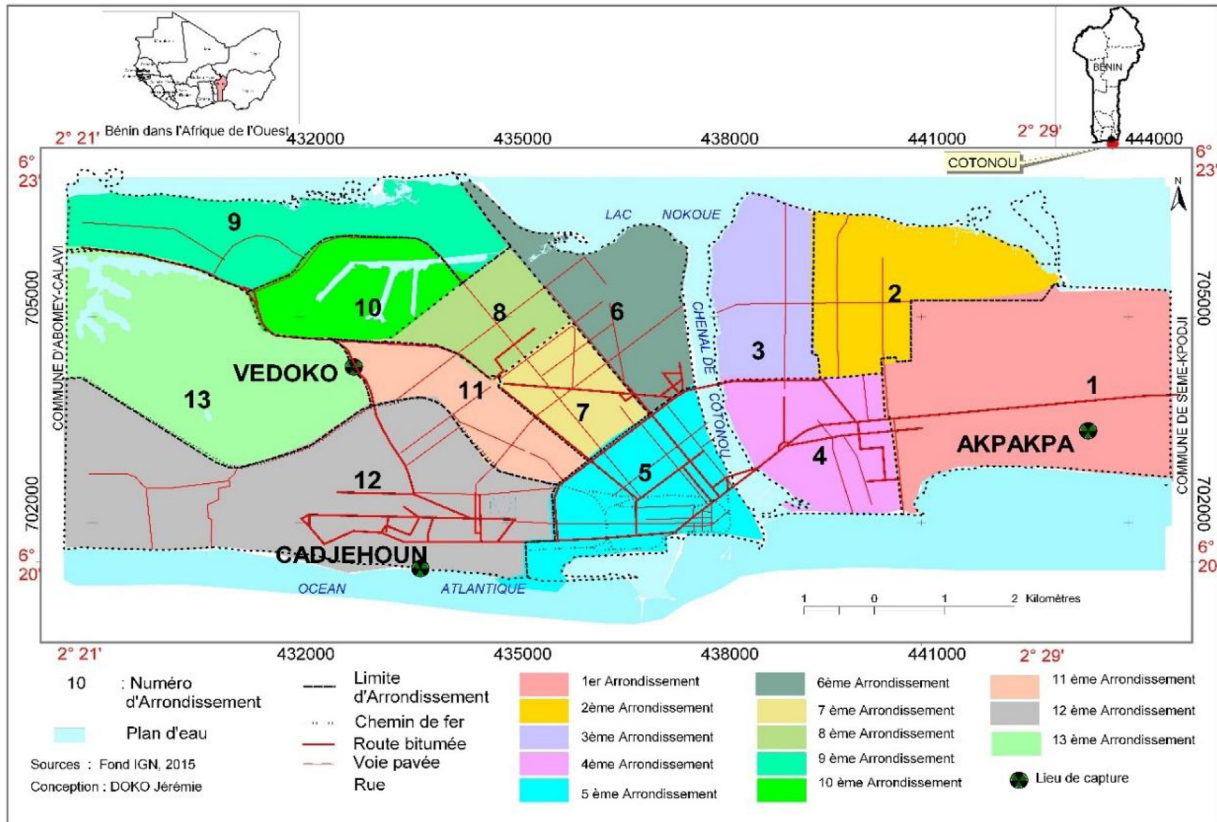 BÉNIN
Bénin dans l'Afrique de l'Ouest
COTONOU
2° 21' 432000 435000 438000 441000 2° 29' 444000
6° 23'
6° 23'
LAC NOKOUE
N
9
10
8
6
3
2
1
705000
705000
COMMUNE D'ABOMEY-CALAVI
COMMUNE DE SEME-KPODJI
CHENAL DE COTONOU
VEDOKO
13
11
7
AKPAKPA
12
5
4
702000
702000
CADJEHOUN
6° 20'
6° 20'
OCEAN ATLANTIQUE
1 0 1 2 Kilomètres
2° 21' 432000 435000 438000 441000 2° 29'
10 : Numéro
d'Arrondissement
Plan d'eau
Sources : Fond IGN, 2015
Conception : DOKO Jérémie
Limite
d'Arrondissement
Chemin de fer
Route bitumée
Voie pavée
Rue
1er Arrondissement
2ème Arrondissement
3ème Arrondissement
4ème Arrondissement
5 ème Arrondissement
6ème Arrondissement
7 ème Arrondissement
8 ème Arrondissement
9 ème Arrondissement
10 ème Arrondissement
11 ème Arrondissement
12 ème Arrondissement
13 ème Arrondissement
Lieu de capture